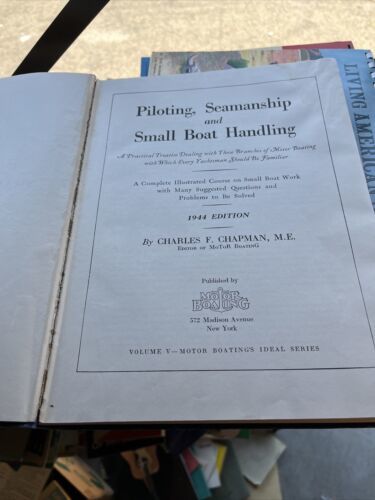 Piloting, Seamanship
and
Small Boat Handling
A Practical Treatise Dealing with Those Branches of Motor Boating
with Which Every Yachtsman Should Be Familiar
A Complete Illustrated Course on Small Boat Work
with Many Suggested Questions and
Problems to Be Solved
1944 EDITION
By CHARLES F. CHAPMAN, M.E.
EDITOR OF MOTOR BOATING
Published by
MOTOR
BOATING
572 Madison Avenue
New York
VOLUME V—MOTOR BOATING'S IDEAL SERIES
LIVING AMERICA